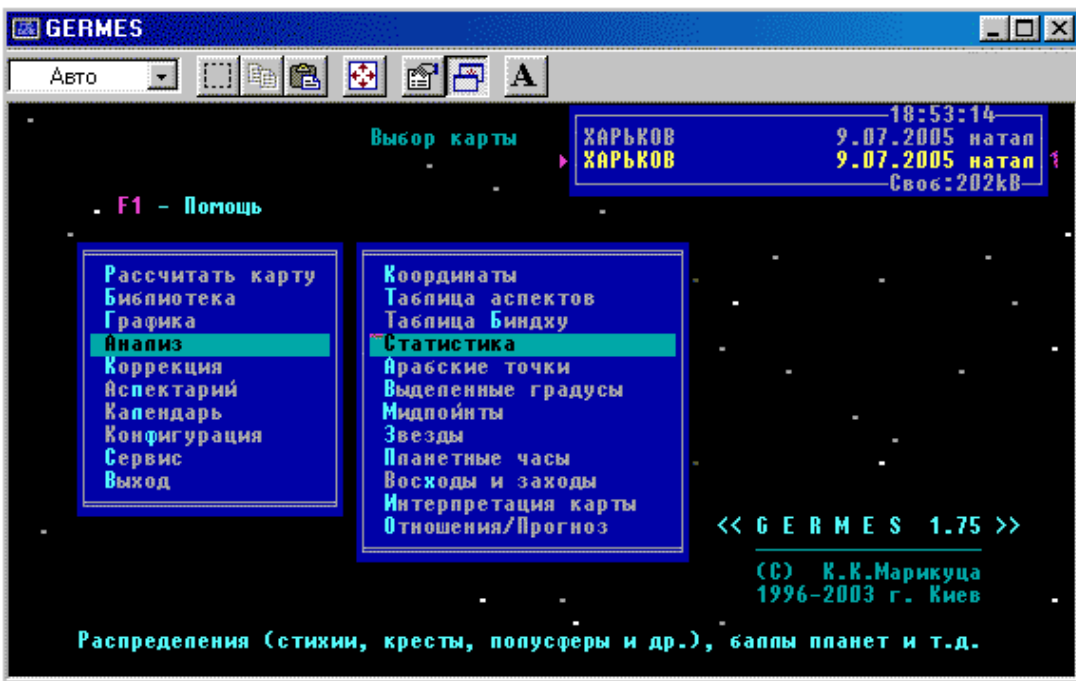 GERMES
Авто
A
18:53:14
Выбор карты
ХАРЬКОВ 9.07.2005 натал
ХАРЬКОВ 9.07.2005 натал
Своб:202kB
F1 - Помощь
Рассчитать карту
Библиотека
Графика
Анализ
Коррекция
Аспектарий
Календарь
Конфигурация
Сервис
Выход
Координаты
Таблица аспектов
Таблица Биндху
Статистика
Арабские точки
Выделенные градусы
Мидпойнты
Звезды
Планетные часы
Восходы и заходы
Интерпретация карты
Отношения/Прогноз
<< G E R M E S 1.75 >>
(C) К.К.Марикуца
1996-2003 г. Киев
Распределения (стихии, кресты, полусферы и др.), баллы планет и т.д.